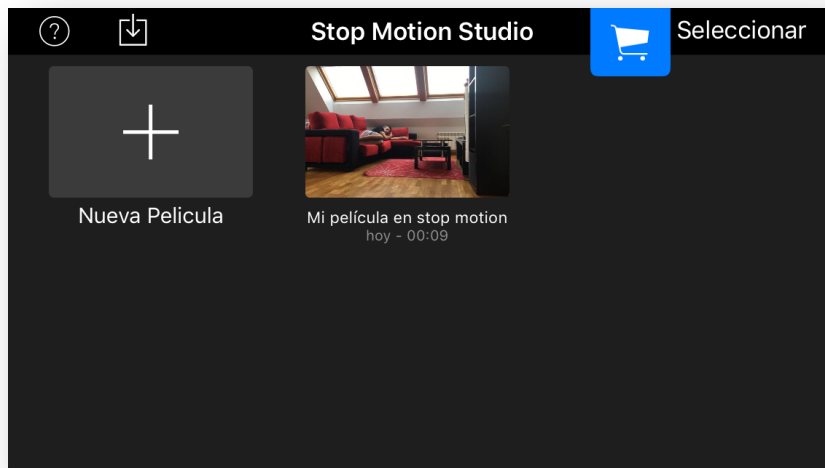 ?
Stop Motion Studio
Seleccionar
Nueva Pelicula
Mi película en stop motion
hoy - 00:09